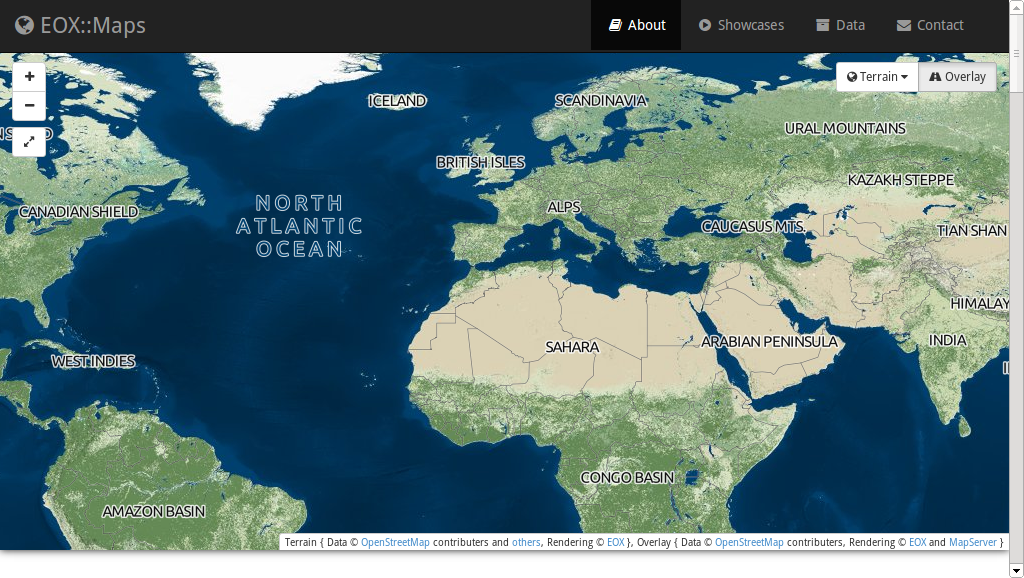 EOX::Maps
About
Showcases
Data
Contact
+
Terrain
Overlay
−
ICELAND
SCANDINAVIA
URAL MOUNTAINS
BRITISH ISLES
KAZAKH STEPPE
NORTH
ATLANTIC
OCEAN
ALPS
CANADIAN SHIELD
CAUCASUS MTS.
TIAN SHAN
HIMALAY
WEST INDIES
SAHARA
ARABIAN PENINSULA
INDIA
CONGO BASIN
AMAZON BASIN
Terrain { Data © OpenStreetMap contributors and others, Rendering © EOX }, Overlay { Data © OpenStreetMap contributors, Rendering © EOX and MapServer }